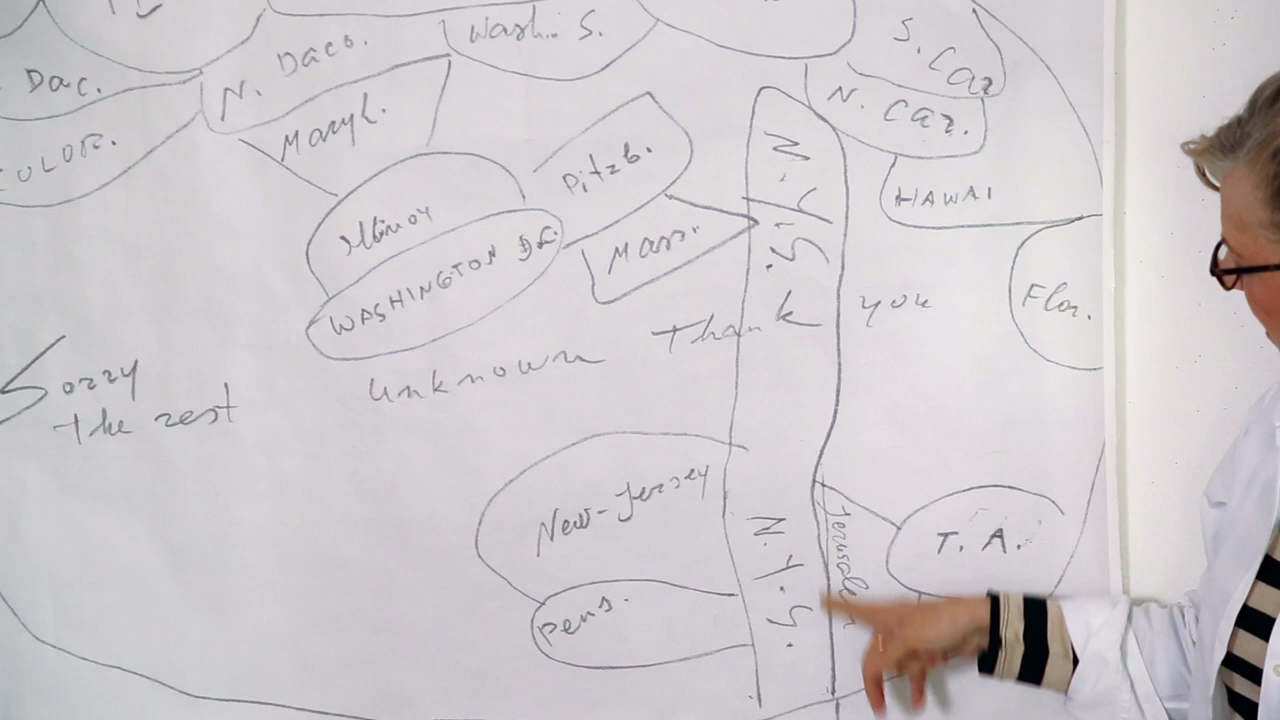 Wash. S.
S. Car
N. Daco.
Dac.
N. Car.
Maryl.
COLOR.
Pitzb.
HAWAI
Illinoy
N.Y.S.
Mass.
WASHINGTON DC.
Flor.
Thank you
Unknown
Sorry
the rest
New-Jersey
Jerusalem
T. A.
N.Y.S.
Pens.